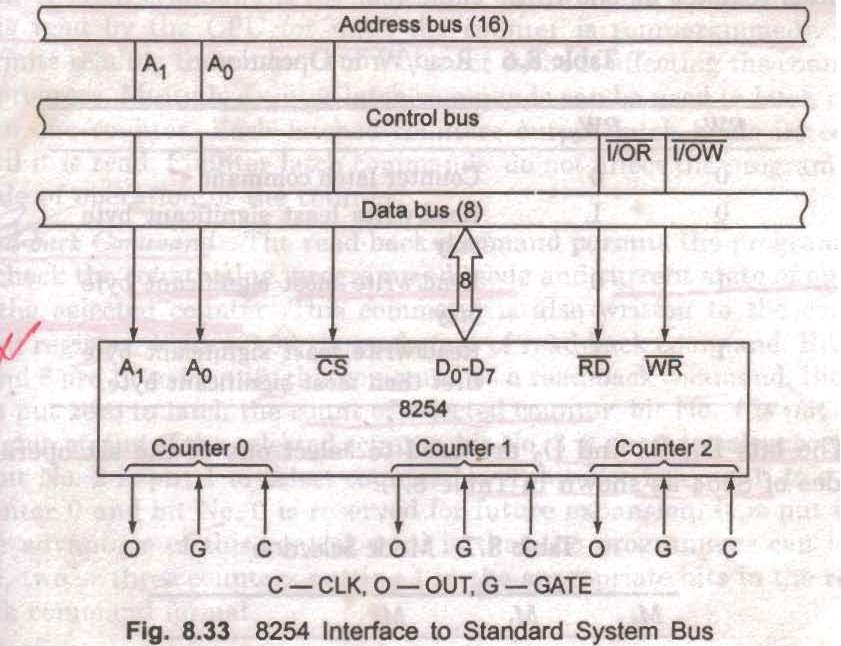 Address bus (16)
A1 A0
Control bus
I/OR I/OW
Data bus (8)
8
A1 A0 CS D0-D7 RD WR
8254
Counter 0 Counter 1 Counter 2
O G C O G C O G C
C — CLK, O — OUT, G — GATE
Fig. 8.33 8254 Interface to Standard System Bus